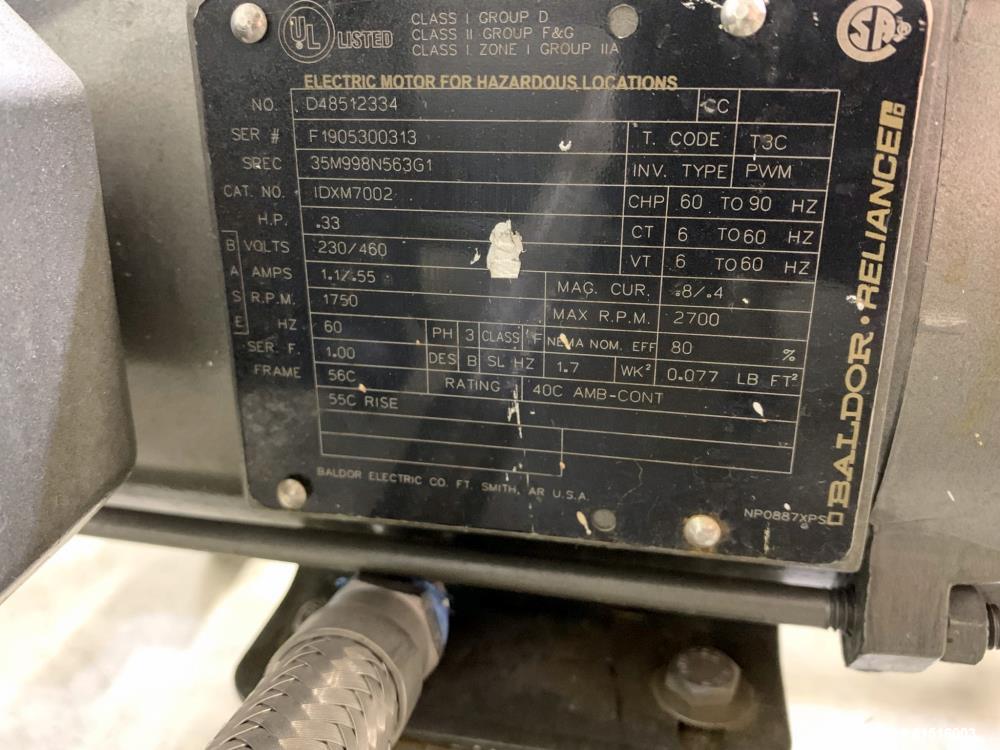 UL LISTED
CLASS I GROUP D
CLASS II GROUP F&G
CLASS I ZONE I GROUP IIA
SA
ELECTRIC MOTOR FOR HAZARDOUS LOCATIONS
NO. D48512334 CC
SER # F1905300313 T. CODE T3C
SPEC 35M998N563G1 INV. TYPE PWM
CAT. NO. IDXM7002 CHP 60 TO 90 HZ
H.P. .33 CT 6 TO 60 HZ
VOLTS 230/460 VT 6 TO 60 HZ
AMPS 1.1/.55 MAG. CUR. .8/.4
R.P.M. 1750 MAX R.P.M. 2700
HZ 60 PH 3 CLASS F NEMA NOM. EFF 80 %
BASE
SER. F. 1.00 DES B SL HZ 1.7 WK² 0.077 LB FT²
FRAME 56C RATING 40C AMB-CONT
55C RISE
BALDOR ELECTRIC CO. FT. SMITH, AR U.S.A.
NP0887XPS
BALDOR · RELIANCE